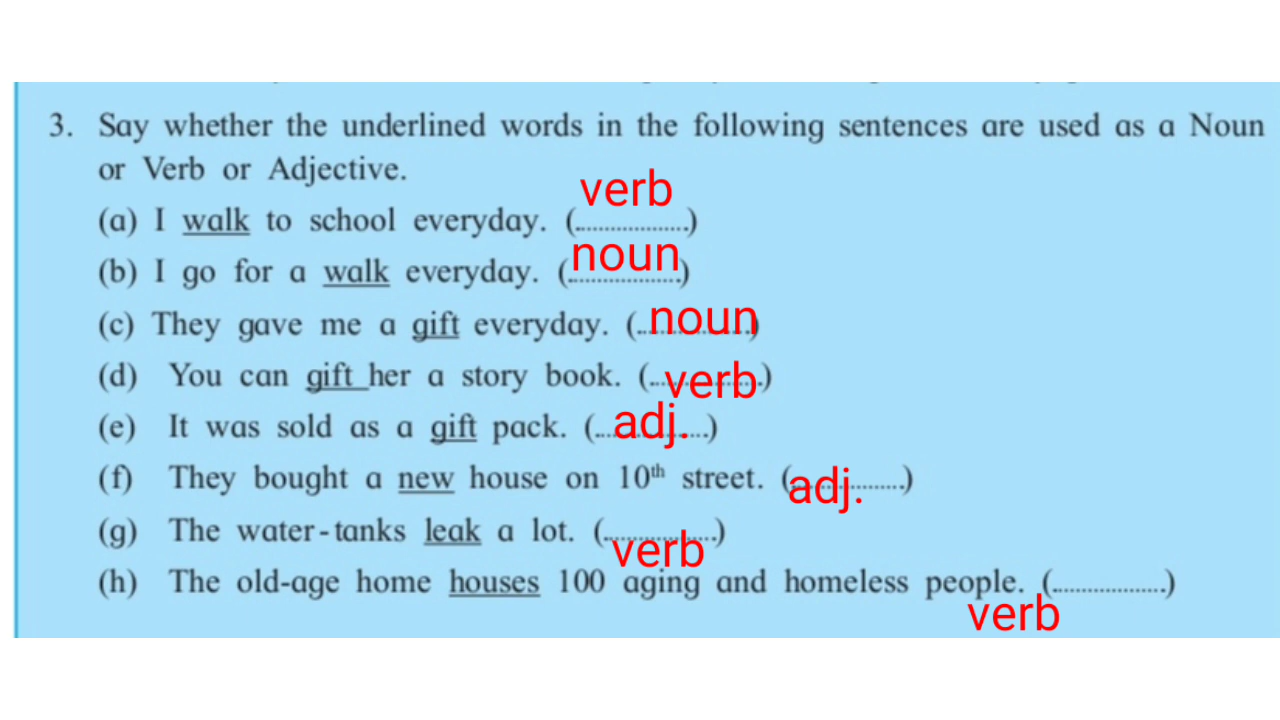 3. Say whether the underlined words in the following sentences are used as a Noun
or Verb or Adjective.
verb
(a) I walk to school everyday. (...................)
noun
(b) I go for a walk everyday. (...................)
(c) They gave me a gift everyday. (...................) noun
(d) You can gift her a story book. (...................) verb
(e) It was sold as a gift pack. (...................) adj.
(f) They bought a new house on 10th street. (...................) adj.
(g) The water-tanks leak a lot. (...................)
verb
(h) The old-age home houses 100 aging and homeless people. (...................)
verb